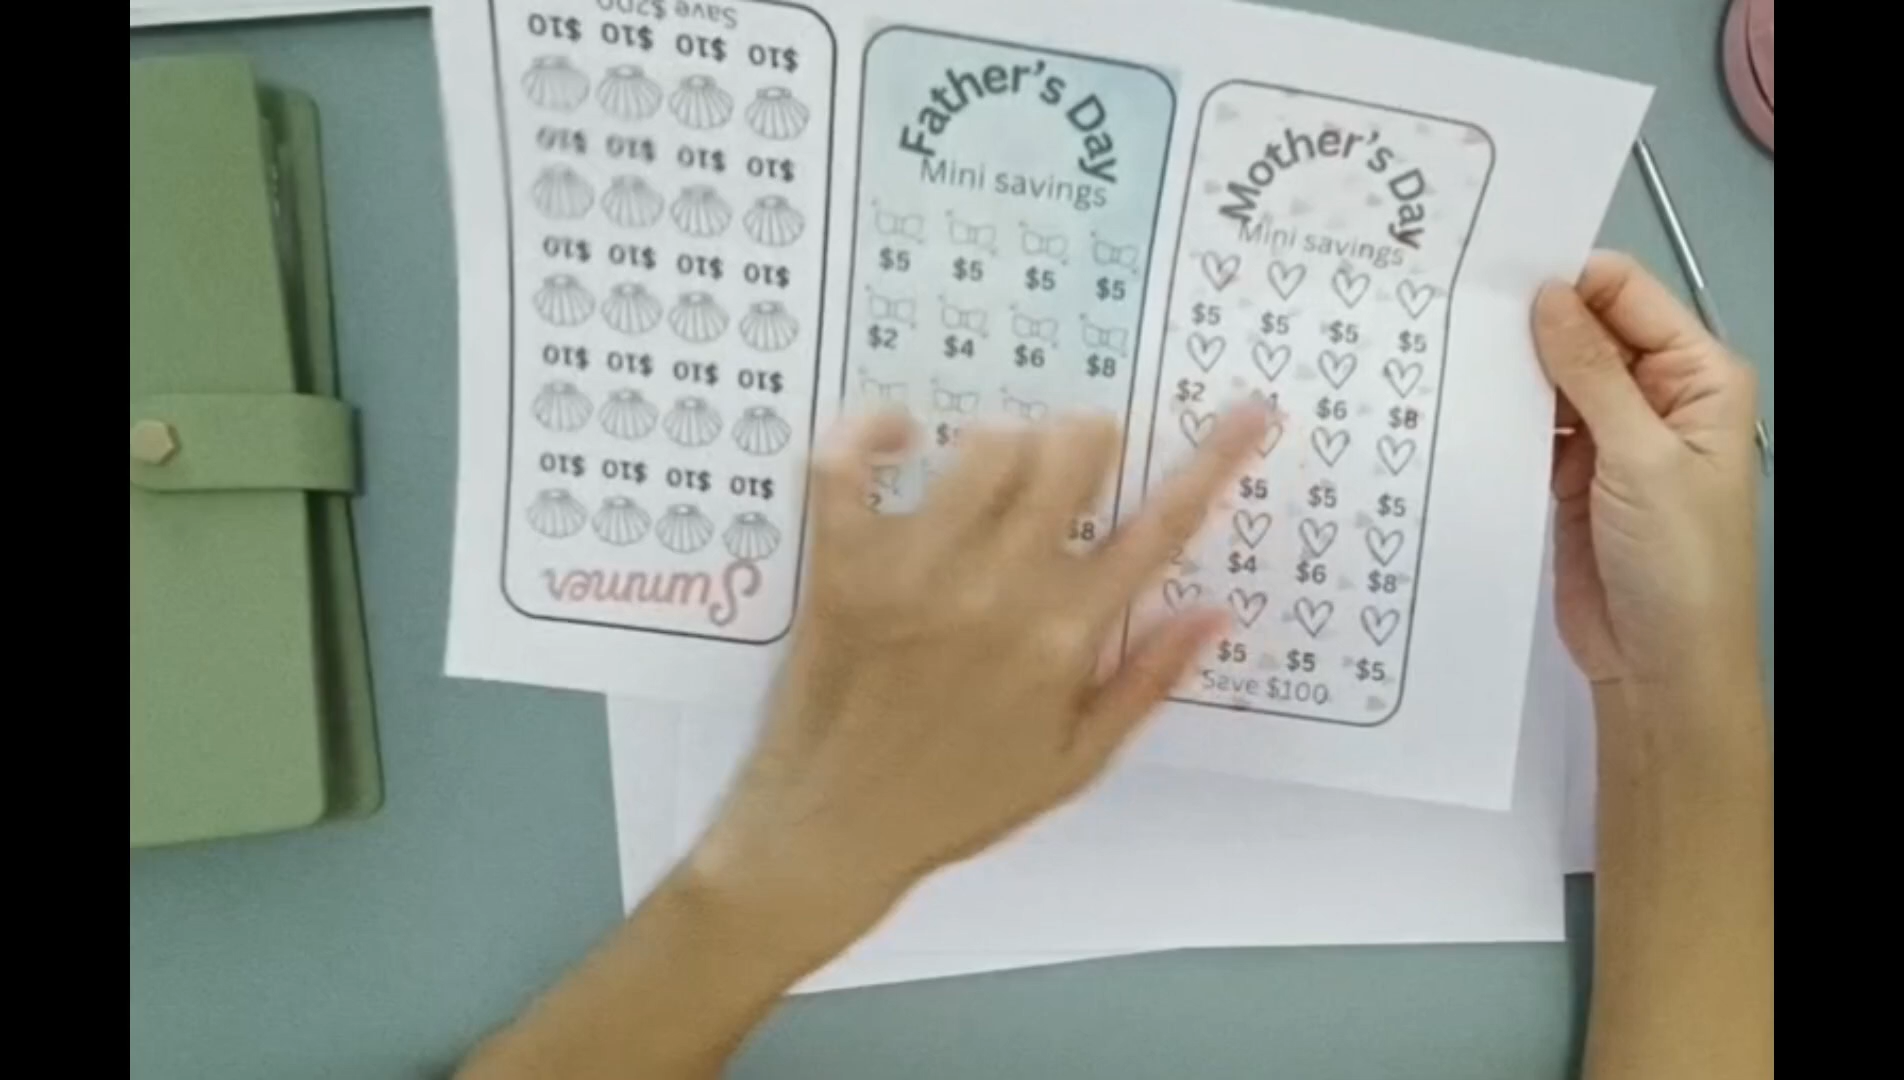 Summer
$10 $10 $10 $10
$10 $10 $10 $10
$10 $10 $10 $10
$10 $10 $10 $10
$10 $10 $10 $10
Save $200
Father's Day
Mini savings
$5 $5 $5 $5
$2 $4 $6 $8
$8
Mother's Day
Mini savings
$5 $5 $5 $5
$2 $6 $8
$5 $5 $5
$4 $6 $8
$5 $5 $5
Save $100